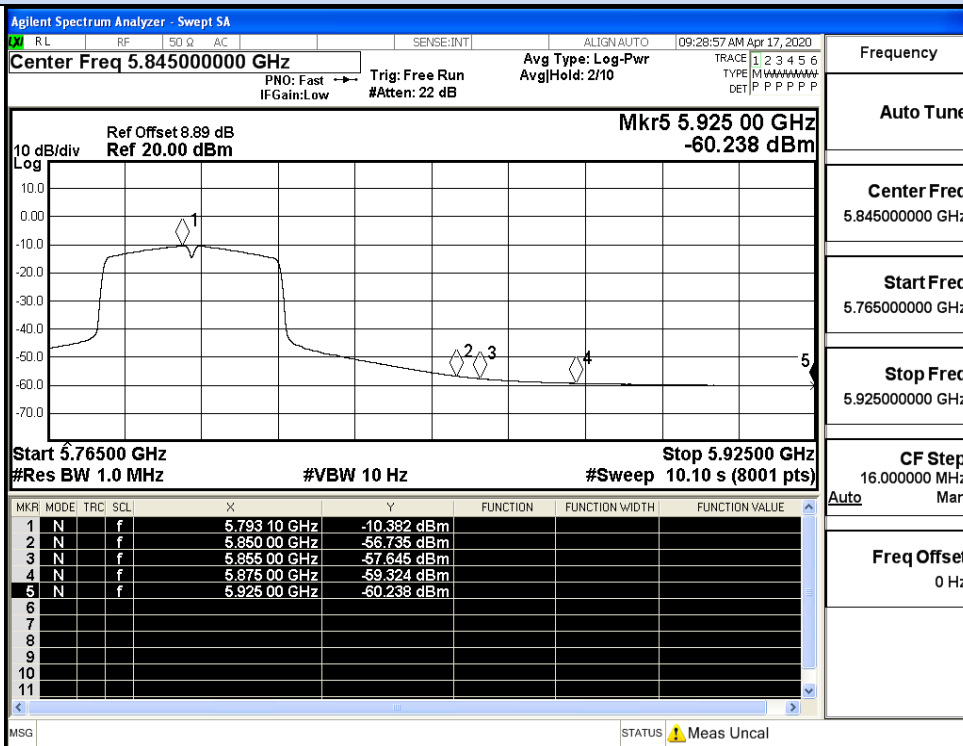 Agilent Spectrum Analyzer - Swept SA
LXI RL RF 50 Ω AC SENSE:INT ALIGN AUTO 09:28:57 AM Apr 17, 2020
Center Freq 5.845000000 GHz
PNO: Fast
IFGain:Low
Trig: Free Run
#Atten: 22 dB
Avg Type: Log-Pwr
Avg|Hold: 2/10
TRACE 1 2 3 4 5 6
TYPE M
DET P P P P P P
Mkr5 5.925 00 GHz
-60.238 dBm
Ref Offset 8.89 dB
10 dB/div Ref 20.00 dBm
Log
10.0
0.00
-10.0
-20.0
-30.0
-40.0
-50.0
-60.0
-70.0
1
2
3
4
5
Start 5.76500 GHz Stop 5.92500 GHz
#Res BW 1.0 MHz #VBW 10 Hz #Sweep 10.10 s (8001 pts)
MKR MODE TRC SCL X Y FUNCTION FUNCTION WIDTH FUNCTION VALUE
1 N f 5.793 10 GHz -10.382 dBm
2 N f 5.850 00 GHz -56.735 dBm
3 N f 5.855 00 GHz -57.645 dBm
4 N f 5.875 00 GHz -59.324 dBm
5 N f 5.925 00 GHz -60.238 dBm
6
7
8
9
10
11
MSG STATUS Meas Uncal
Frequency
Auto Tune
Center Freq
5.845000000 GHz
Start Freq
5.765000000 GHz
Stop Freq
5.925000000 GHz
CF Step
16.000000 MHz
Auto Man
Freq Offset
0 Hz